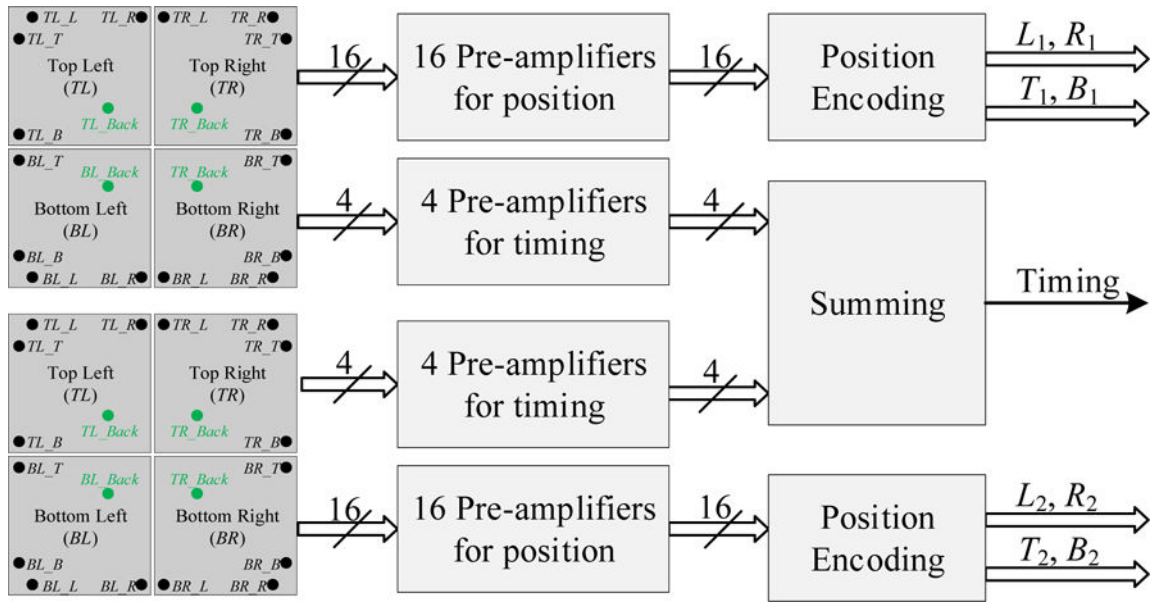 TL_L TL_R TR_L TR_R
TL_T TR_T
Top Left
(TL)
Top Right
(TR)
TL_Back TR_Back
TL_B TR_B
BL_T BR_T
BL_Back TR_Back
Bottom Left
(BL)
Bottom Right
(BR)
BL_B BR_B
BL_L BL_R BR_L BR_R
16
16 Pre-amplifiers
for position
16
Position
Encoding
L1, R1
T1, B1
4
4 Pre-amplifiers
for timing
4
Summing
Timing
TL_L TL_R TR_L TR_R
TL_T TR_T
Top Left
(TL)
Top Right
(TR)
TL_Back TR_Back
TL_B TR_B
BL_T BR_T
BL_Back TR_Back
Bottom Left
(BL)
Bottom Right
(BR)
BL_B BR_B
BL_L BL_R BR_L BR_R
4
4 Pre-amplifiers
for timing
4
16
16 Pre-amplifiers
for position
16
Position
Encoding
L2, R2
T2, B2